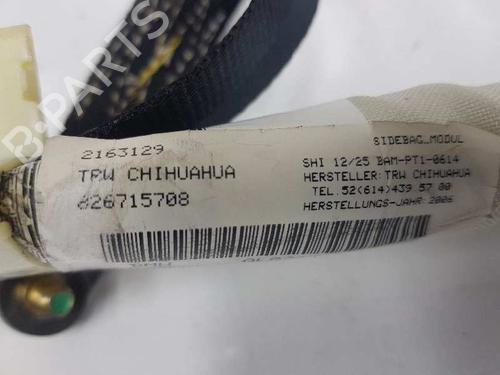 B-Parts
2163129
TRW CHIHUAHUA
826715708
SIDEBAG_MODUL
SHI 12/25 BAM-PT1-0614
HERSTELLER:TRW CHIHUAHUA
TEL.52(614)439 57 00
HERSTELLUNGS-JAHR:2006